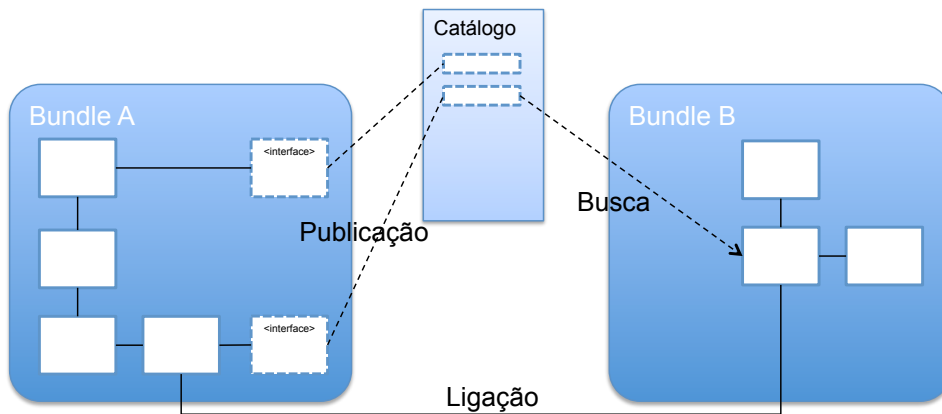 Catálogo
Bundle A
Bundle B
<interface>
Busca
Publicação
<interface>
Ligação